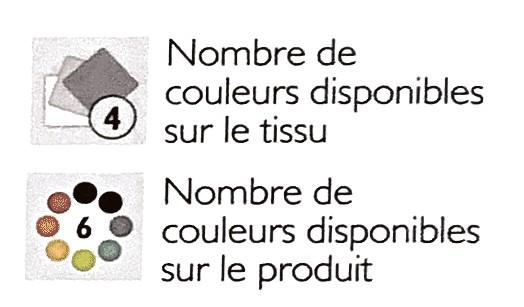 Nombre de
couleurs disponibles
4
sur le tissu
Nombre de
6
couleurs disponibles
sur le produit